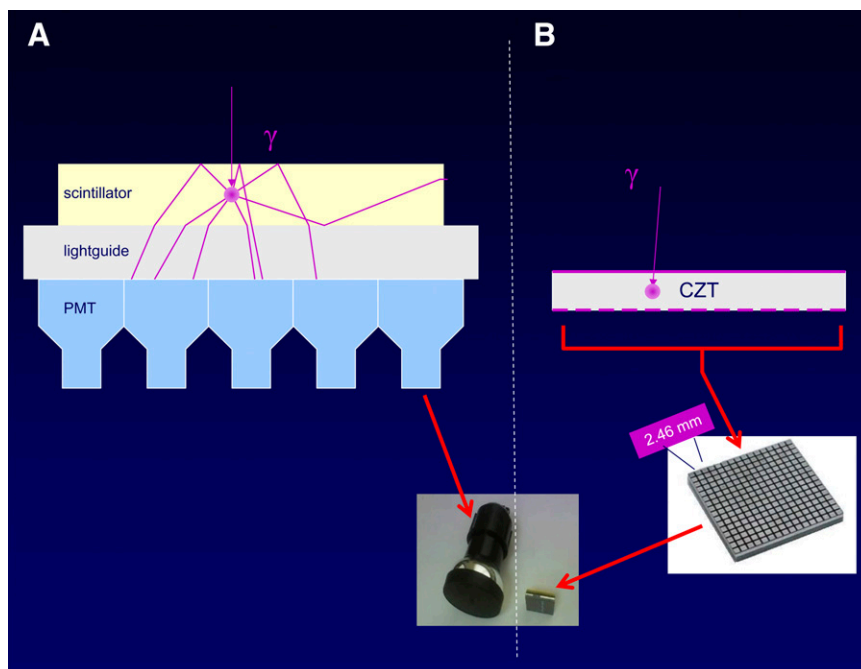 A
B
γ
γ
scintillator
lightguide
CZT
PMT
2.46 mm